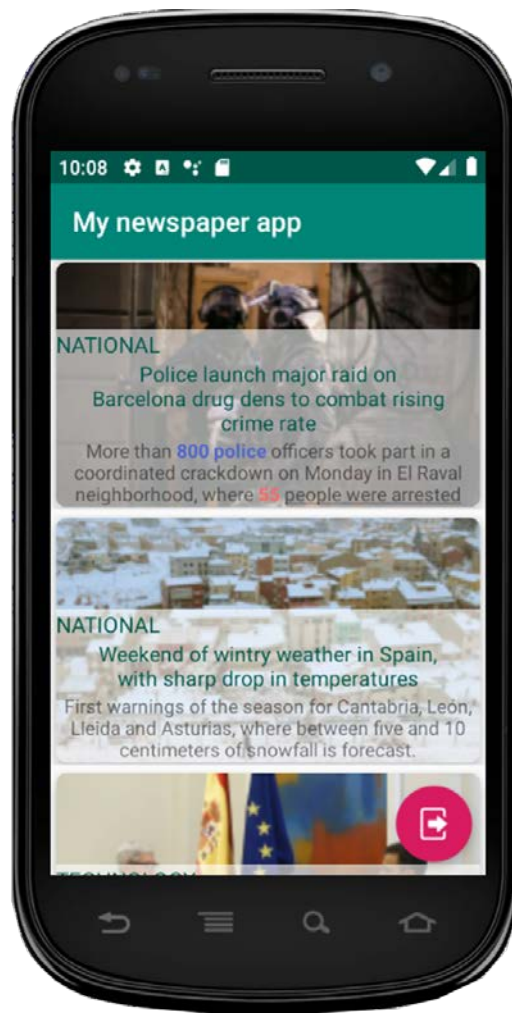 10:08
My newspaper app
NATIONAL
Police launch major raid on
Barcelona drug dens to combat rising
crime rate
More than 800 police officers took part in a
coordinated crackdown on Monday in El Raval
neighborhood, where 55 people were arrested
NATIONAL
Weekend of wintry weather in Spain,
with sharp drop in temperatures
First warnings of the season for Cantabria, León,
Lleida and Asturias, where between five and 10
centimeters of snowfall is forecast.
TECHNOLOGY